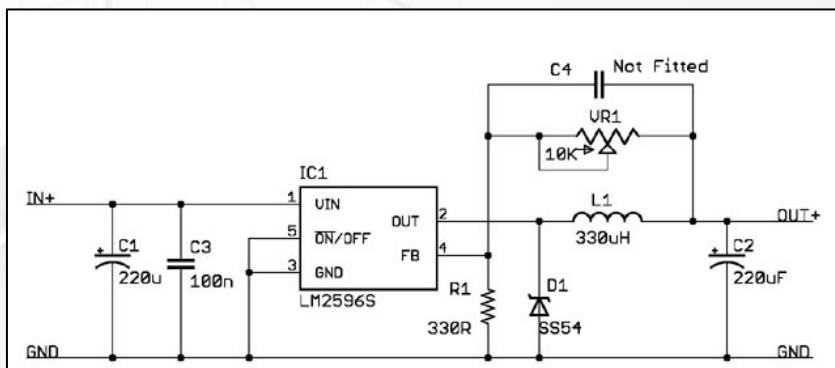 C4 Not Fitted
VR1
10K
IC1
IN+ 1 VIN OUT 2 L1 OUT+
330uH
5 ON/OFF FB 4
C1 C3 3 GND C2
220u 100n LM2596S R1 D1 220uF
330R SS54
GND GND